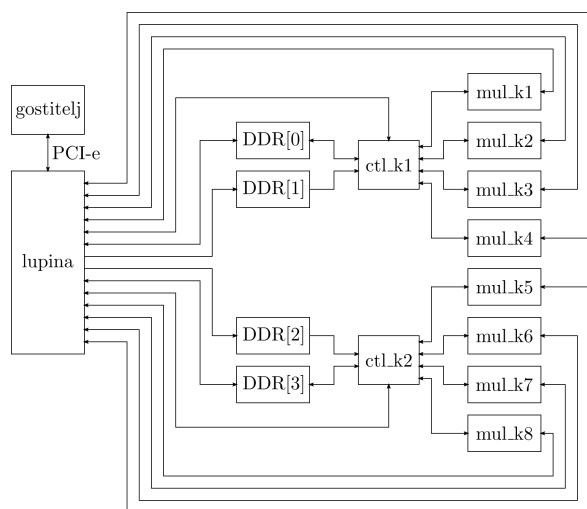 gostitelj
PCI-e
lupina
DDR[0]
DDR[1]
DDR[2]
DDR[3]
ctl_k1
ctl_k2
mul_k1
mul_k2
mul_k3
mul_k4
mul_k5
mul_k6
mul_k7
mul_k8